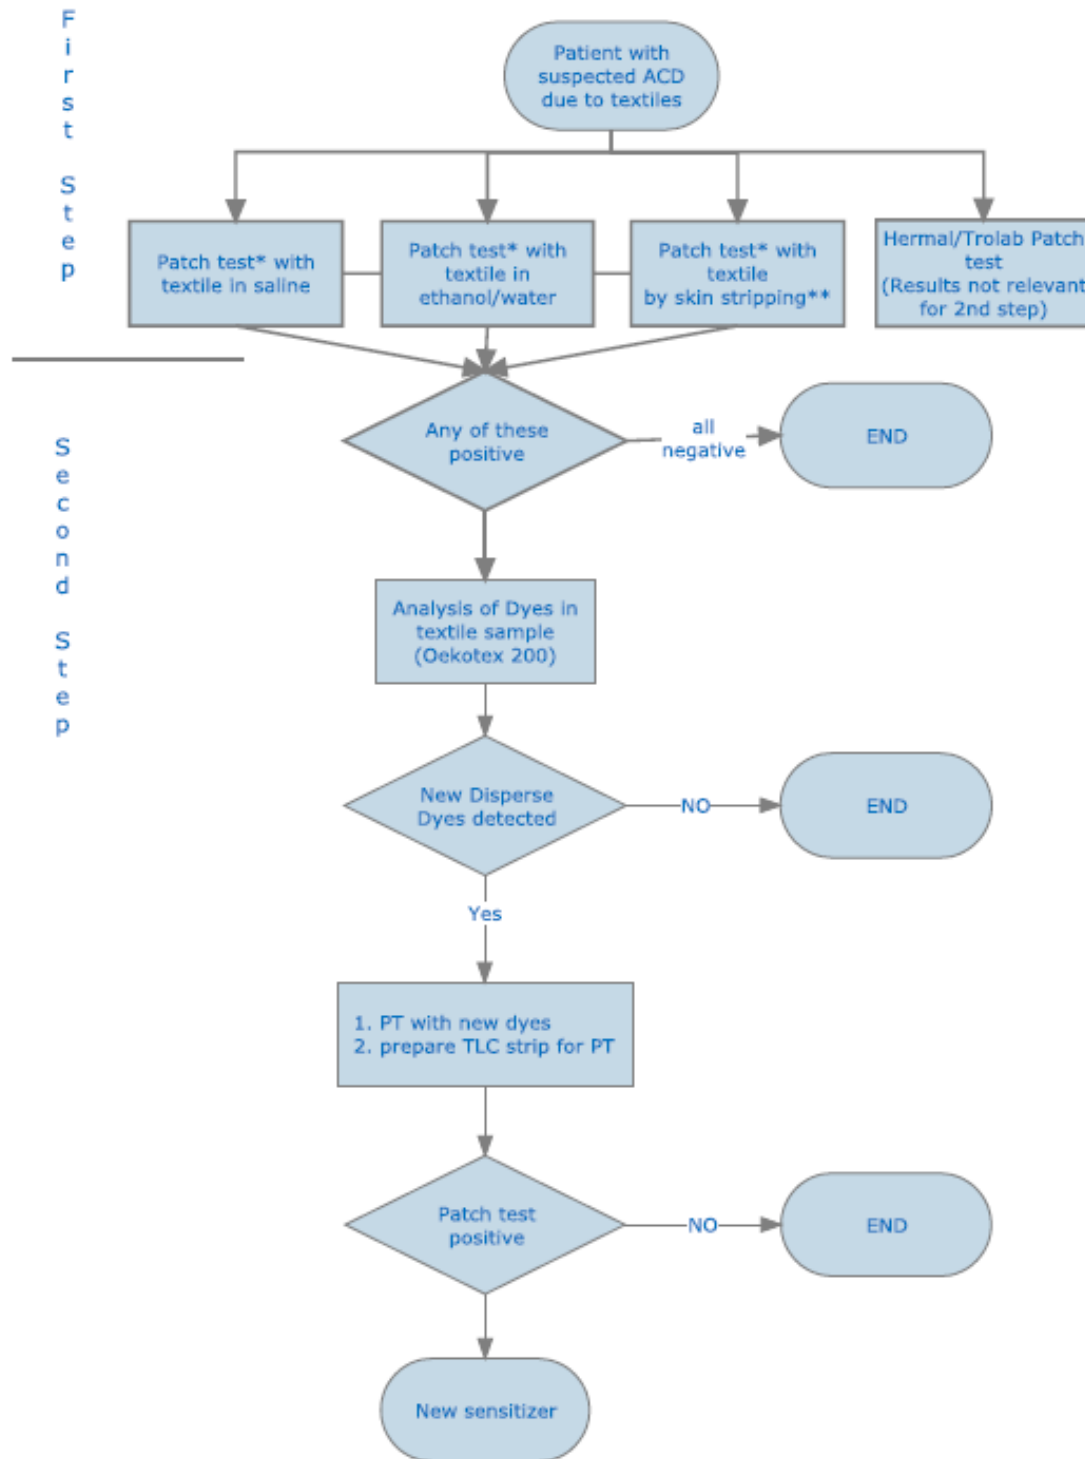 First Step
Patient with
suspected ACD
due to textiles
Patch test* with
textile in saline
Patch test* with
textile in
ethanol/water
Patch test* with
textile
by skin stripping**
Hermal/Trolab Patch
test
(Results not relevant
for 2nd step)
Second Step
Any of these
positive
all
negative
END
Analysis of Dyes in
textile sample
(Oekotex 200)
New Disperse
Dyes detected
NO
END
Yes
1. PT with new dyes
2. prepare TLC strip for PT
Patch test
positive
NO
END
New sensitizer